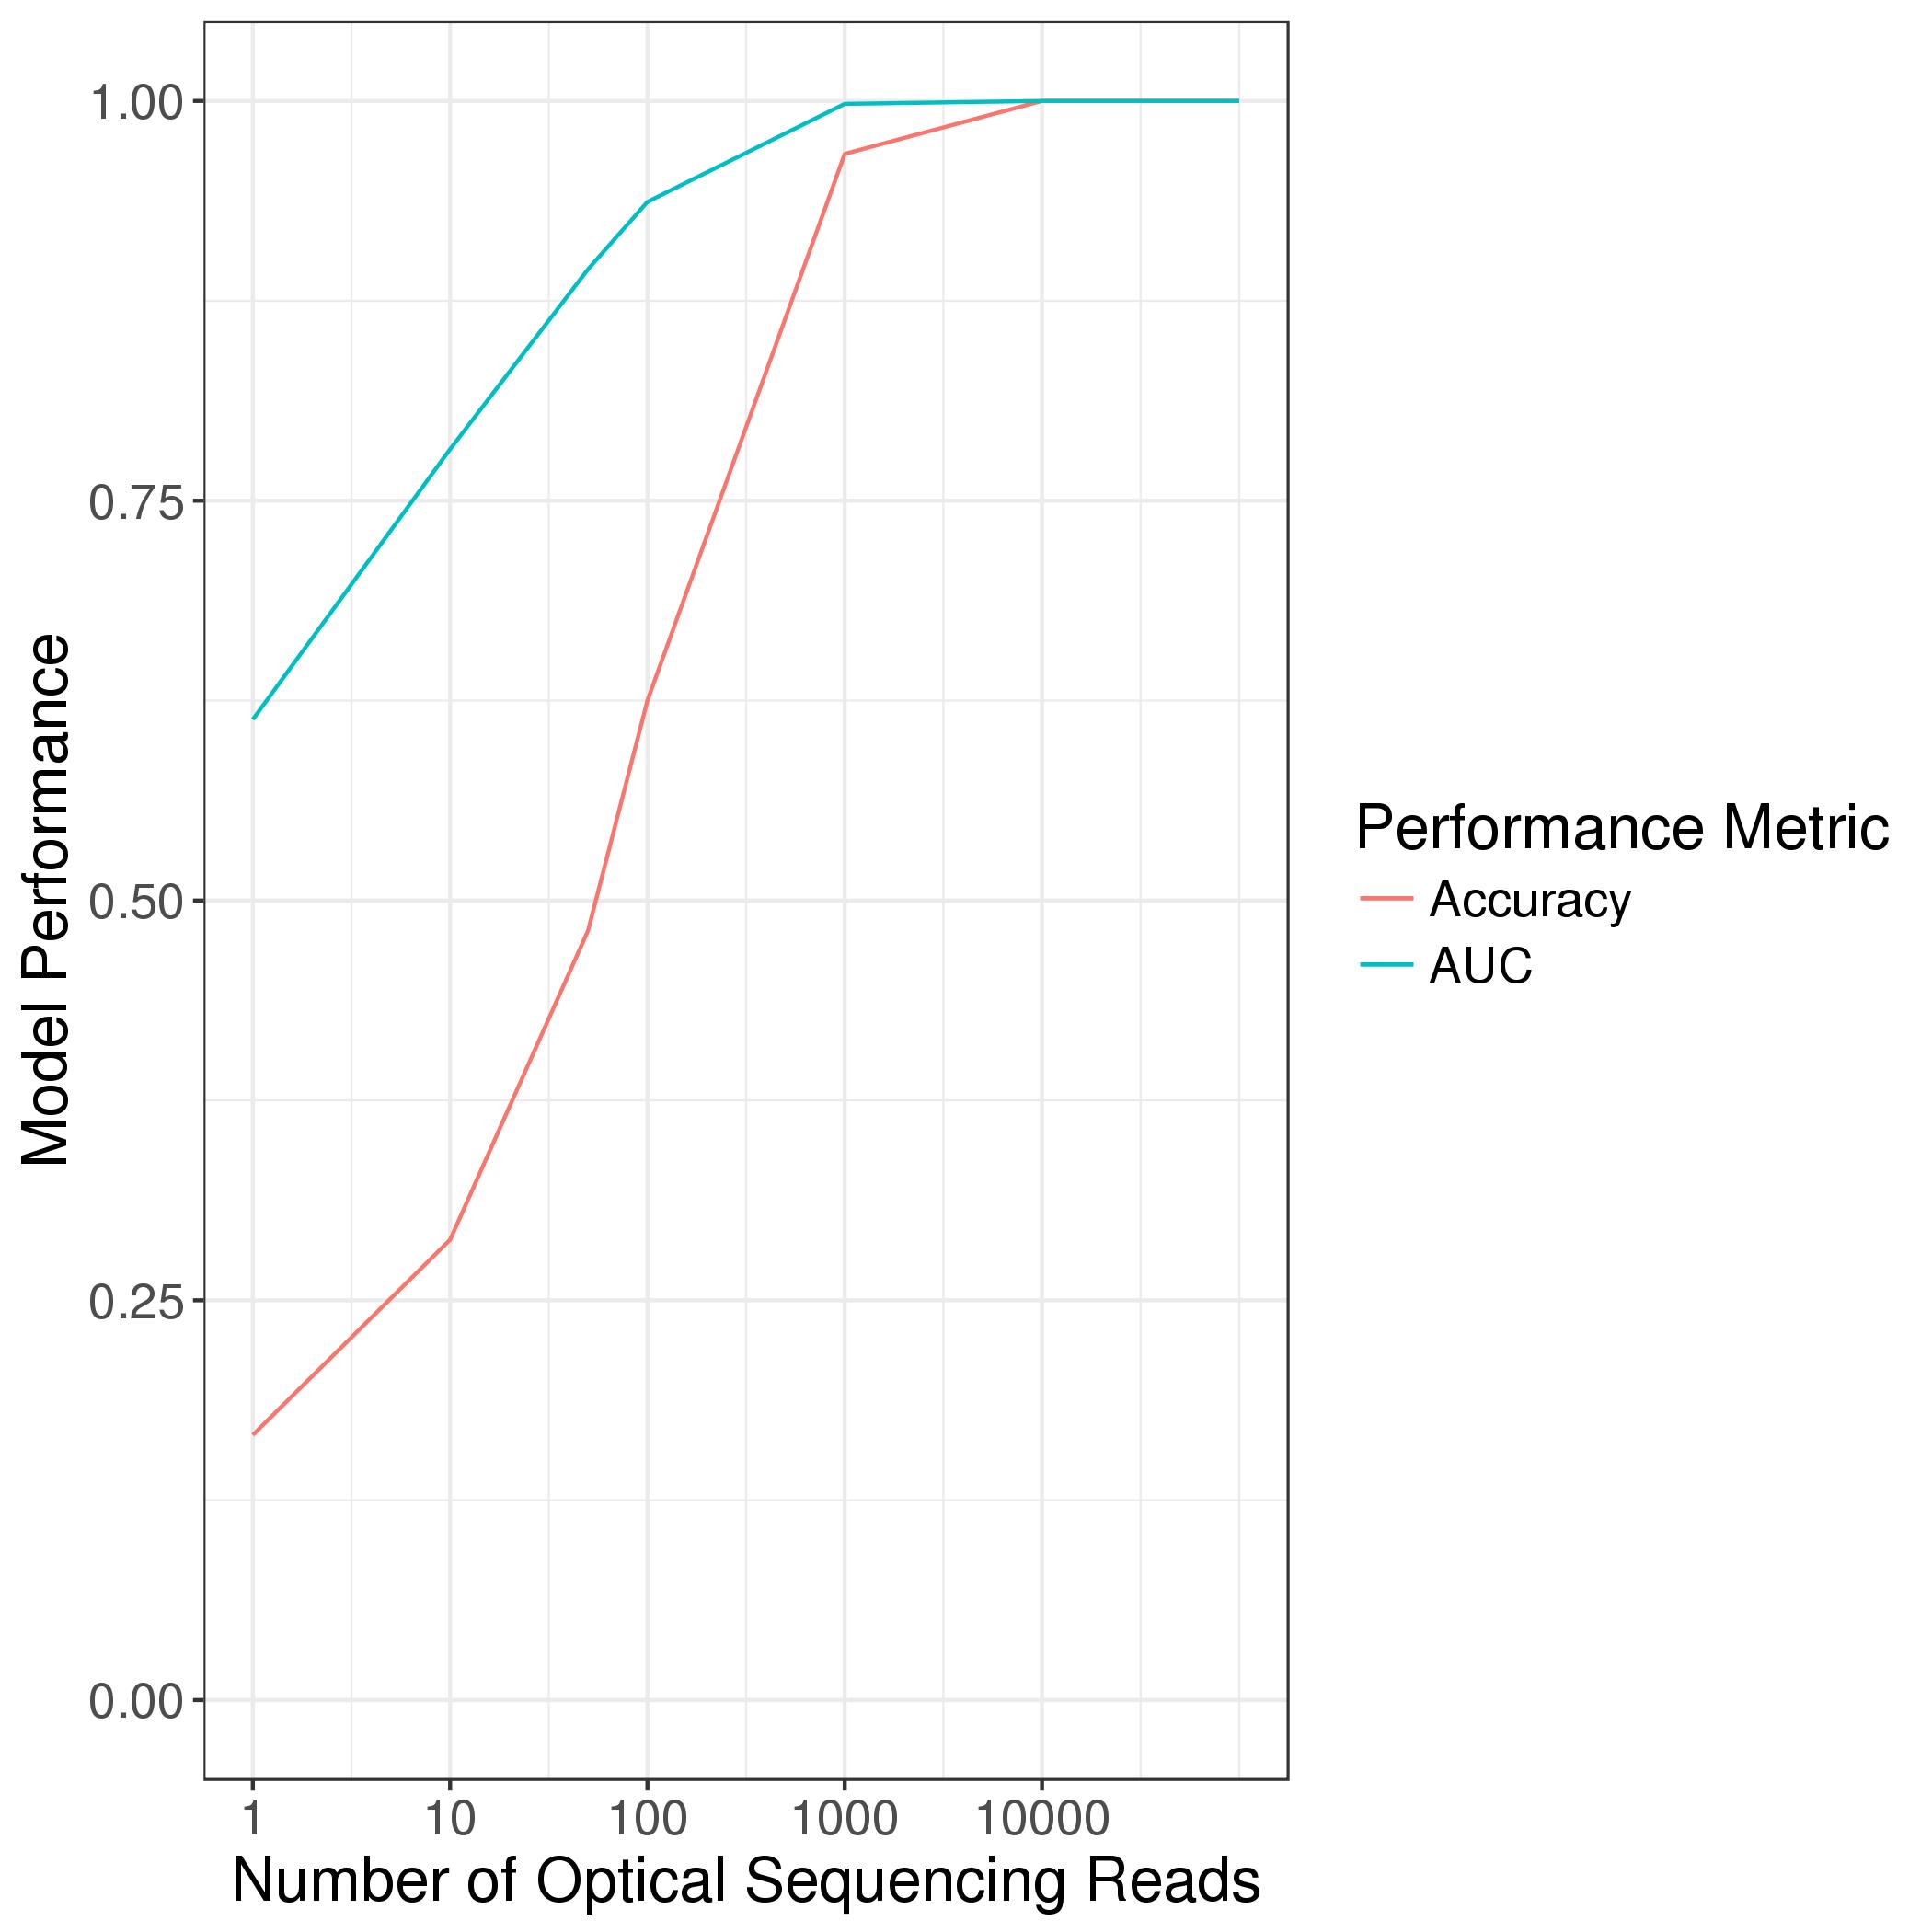 1.00
0.75
0.50
0.25
0.00
Model Performance
1 10 100 1000 10000
Number of Optical Sequencing Reads
Performance Metric
Accuracy
AUC